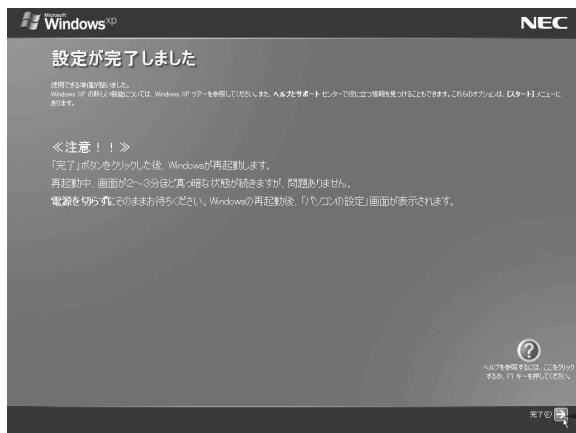 Microsoft
Windows xp
NEC
設定が完了しました
使用できる準備が整いました。
Windows XP の新しい機能については、Windows XP ツアーを参照してください。また、ヘルプとサポート センターで役に立つ情報を見つけることもできます。これらのオプションは、[スタート] メニューに
あります。
≪注意！！≫
「完了」ボタンをクリックした後、Windowsが再起動します。
再起動中、画面が2～3分ほど真っ暗な状態が続きますが、問題ありません。
電源を切らずにそのままお待ちください。Windowsの再起動後、「パソコンの設定」画面が表示されます。
?
ヘルプを参照するには、ここをクリック
するか、F1 キーを押してください。
完了(F)